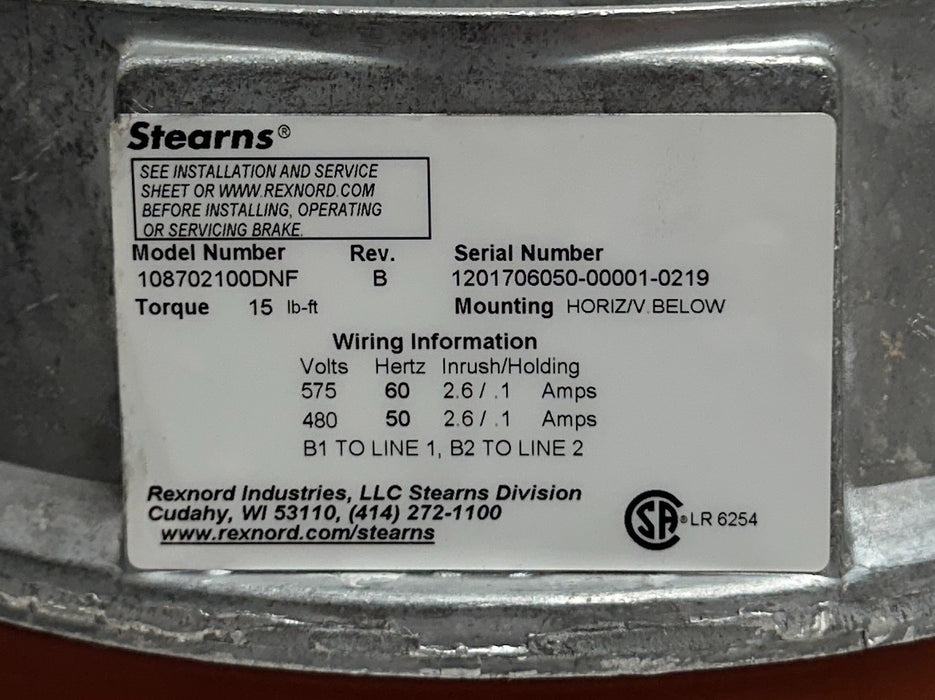 Stearns®
SEE INSTALLATION AND SERVICE
SHEET OR WWW.REXNORD.COM
BEFORE INSTALLING, OPERATING
OR SERVICING BRAKE.
Model Number Rev. Serial Number
108702100DNF B 1201706050-00001-0219
Torque 15 lb-ft Mounting HORIZ/V.BELOW
Wiring Information
Volts Hertz Inrush/Holding
575 60 2.6 / .1 Amps
480 50 2.6 / .1 Amps
B1 TO LINE 1, B2 TO LINE 2
Rexnord Industries, LLC Stearns Division
Cudahy, WI 53110, (414) 272-1100
www.rexnord.com/stearns
SA® LR 6254